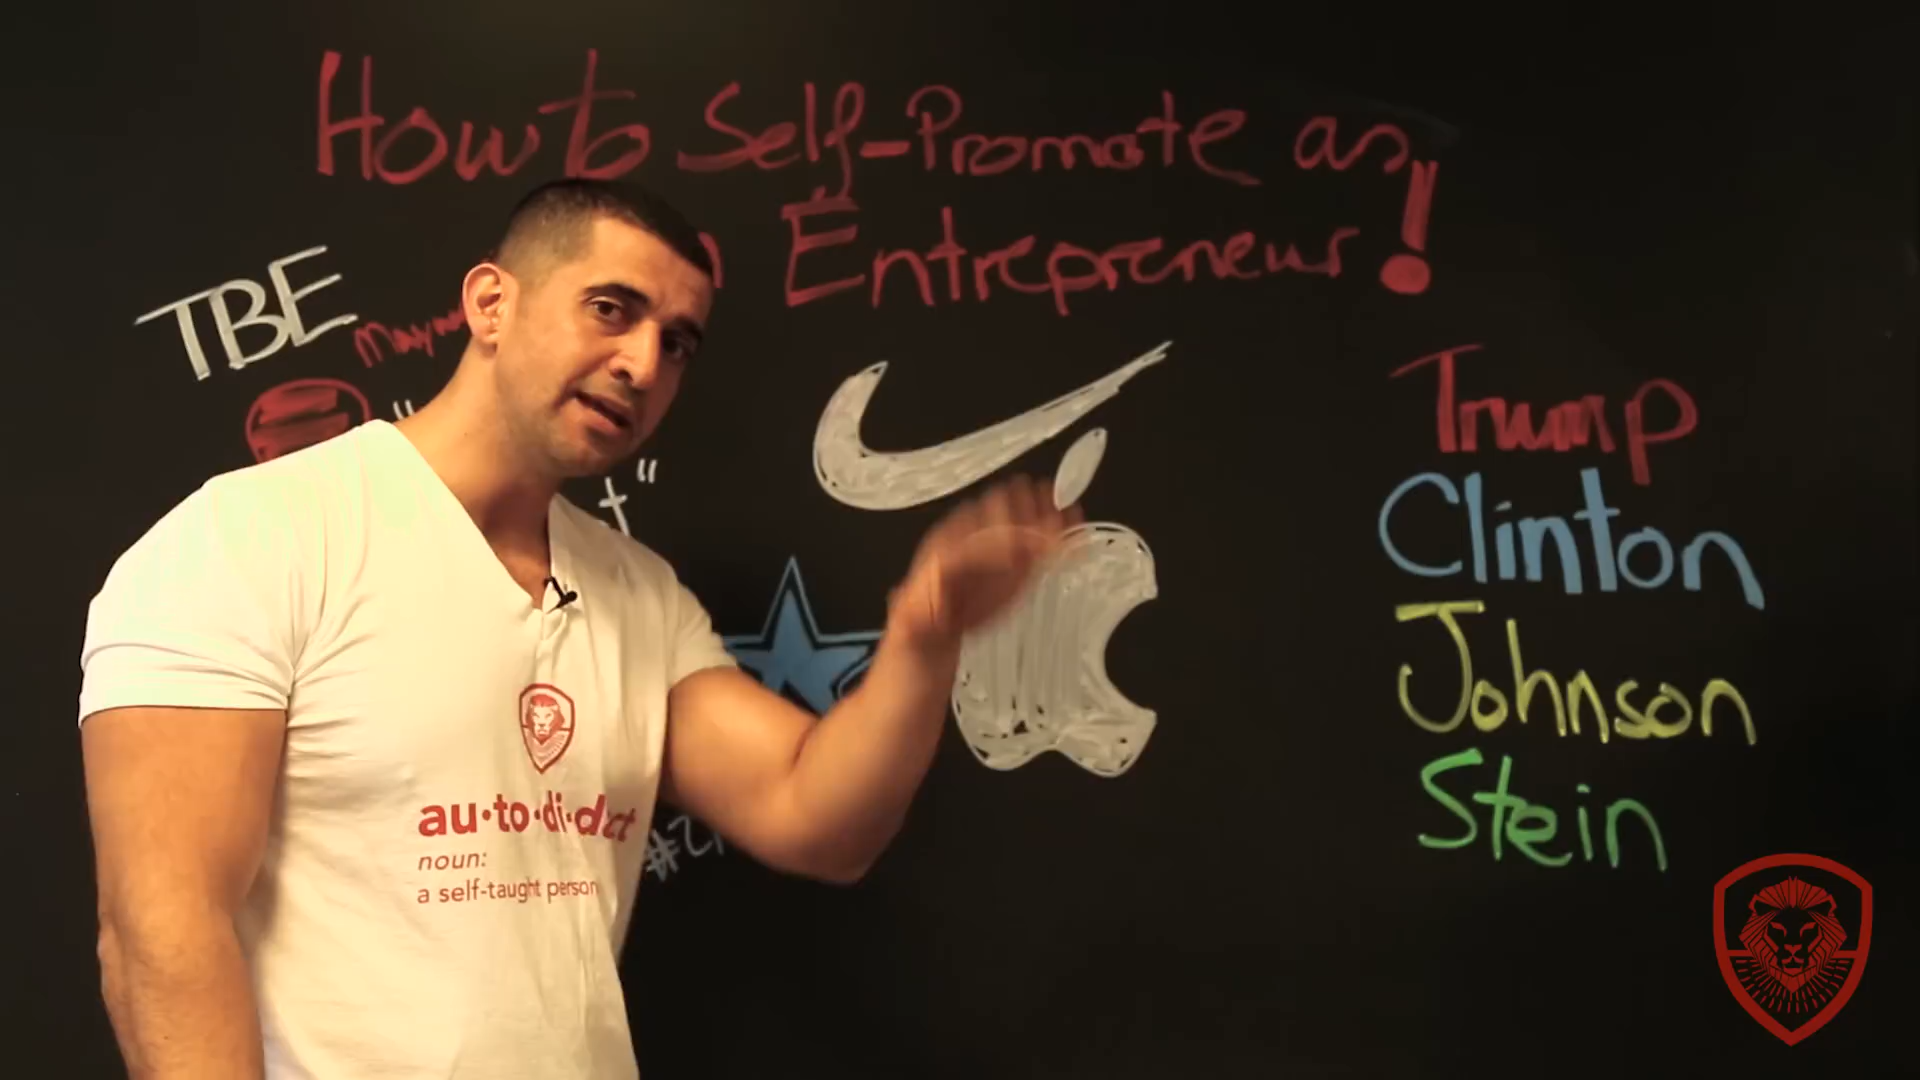 How to Self-Promote as
Entrepreneur!
TBE
Trump
Clinton
Johnson
Stein
au·to·di·dact
noun:
a self-taught person